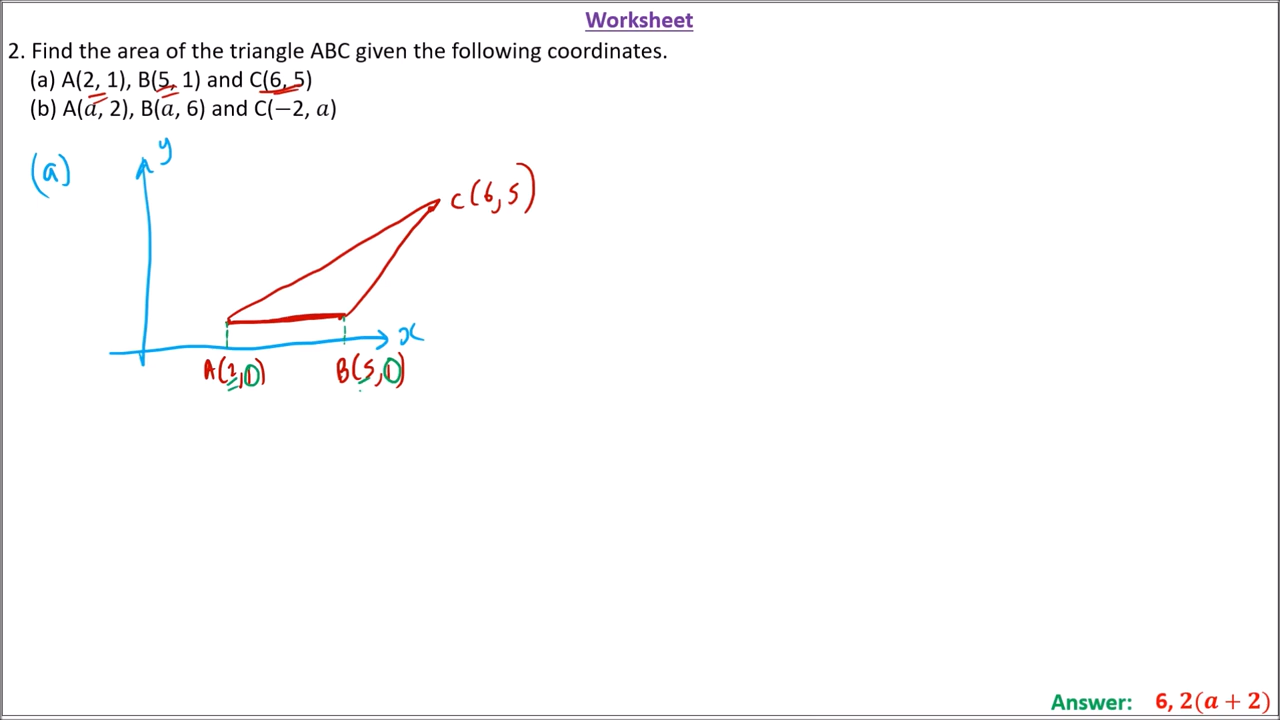 Worksheet
2. Find the area of the triangle ABC given the following coordinates.
(a) A(2, 1), B(5, 1) and C(6, 5)
(b) A(a, 2), B(a, 6) and C(−2, a)
(a)
y
C(6,5)
x
A(2,1)
B(5,1)
Answer: 6, 2(a + 2)